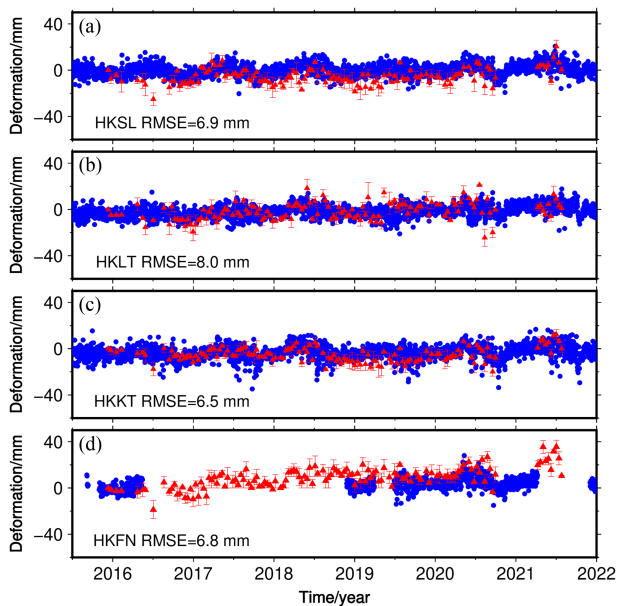 (a)
40
0
−40
Deformation/mm
HKSL RMSE=6.9 mm
(b)
40
0
−40
Deformation/mm
HKLT RMSE=8.0 mm
(c)
40
0
−40
Deformation/mm
HKKT RMSE=6.5 mm
(d)
40
0
−40
Deformation/mm
HKFN RMSE=6.8 mm
2016 2017 2018 2019 2020 2021 2022
Time/year